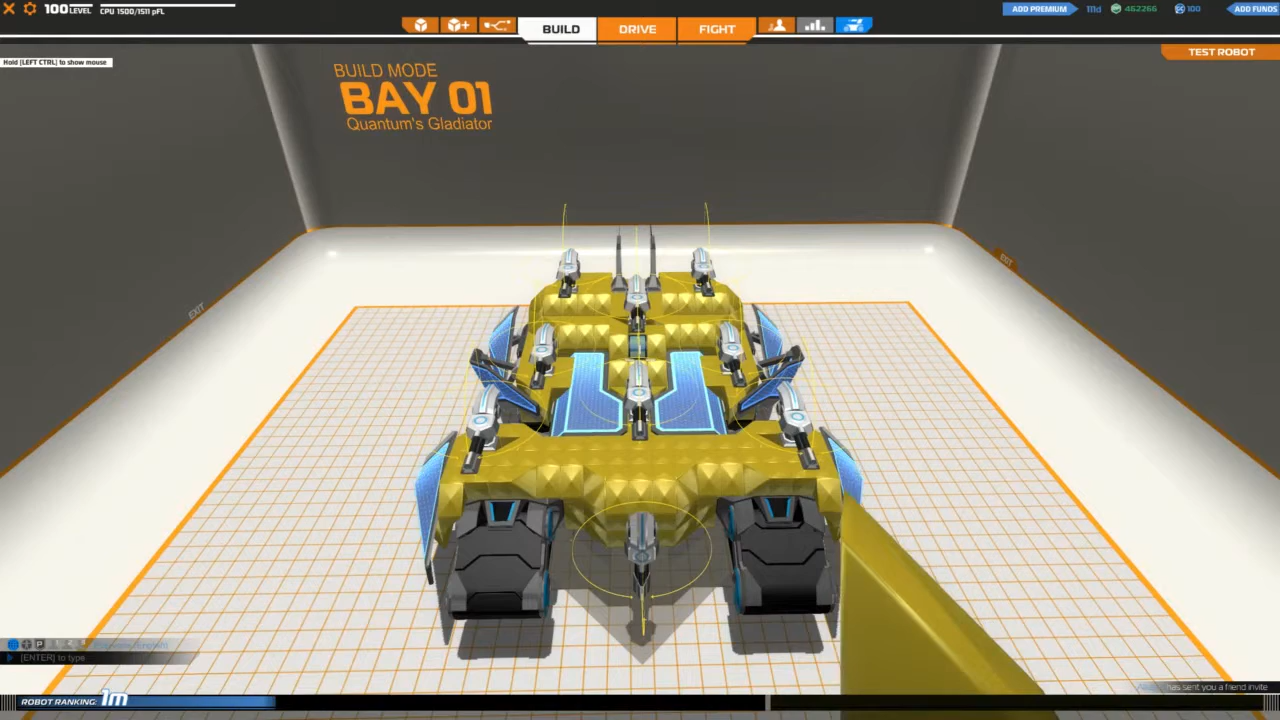 100 LEVEL CPU 1500/1511 pFL
ADD PREMIUM 111d 462266 100 ADD FUNDS
BUILD DRIVE FIGHT
TEST ROBOT
Hold [LEFT CTRL] to show mouse
BUILD MODE
BAY 01
Quantum's Gladiator
EXIT
EXIT
P
[ENTER] to type
has sent you a friend invite
ROBOT RANKING: 1m